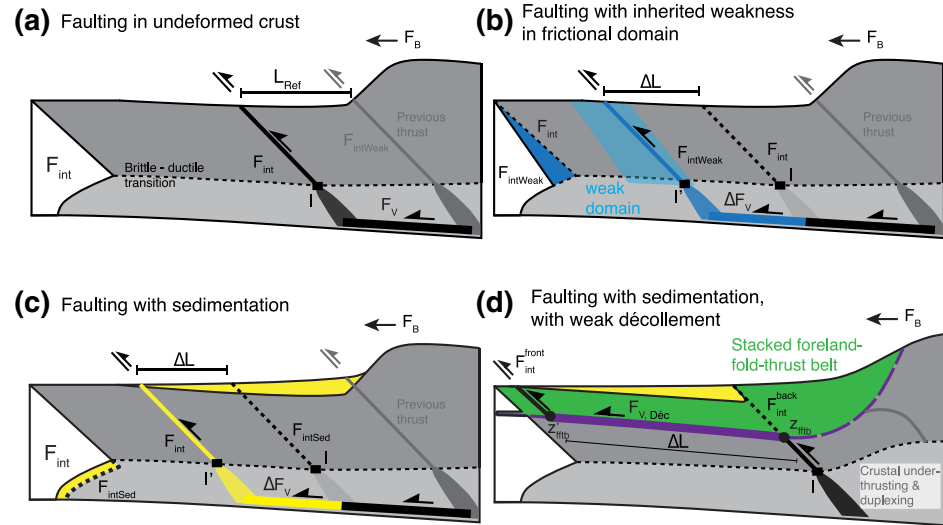 (a) Faulting in undeformed crust
F_B
L_Ref
Previous
thrust
F_intWeak
F_int
F_int
Brittle - ductile
transition
I
F_V
(b) Faulting with inherited weakness
in frictional domain
F_B
ΔL
F_int
Previous
thrust
F_intWeak
F_int
F_intWeak
I
I'
weak
domain
ΔF_V
(c) Faulting with sedimentation
F_B
ΔL
Previous
thrust
F_int
F_intSed
F_int
I
I'
F_intSed
ΔF_V
(d) Faulting with sedimentation,
with weak décollement
F_B
Stacked foreland-
fold-thrust belt
F_int^front
F_int^back
F_V, Déc
z'_fftb
z_fftb
ΔL
I
Crustal under-
thrusting &
duplexing